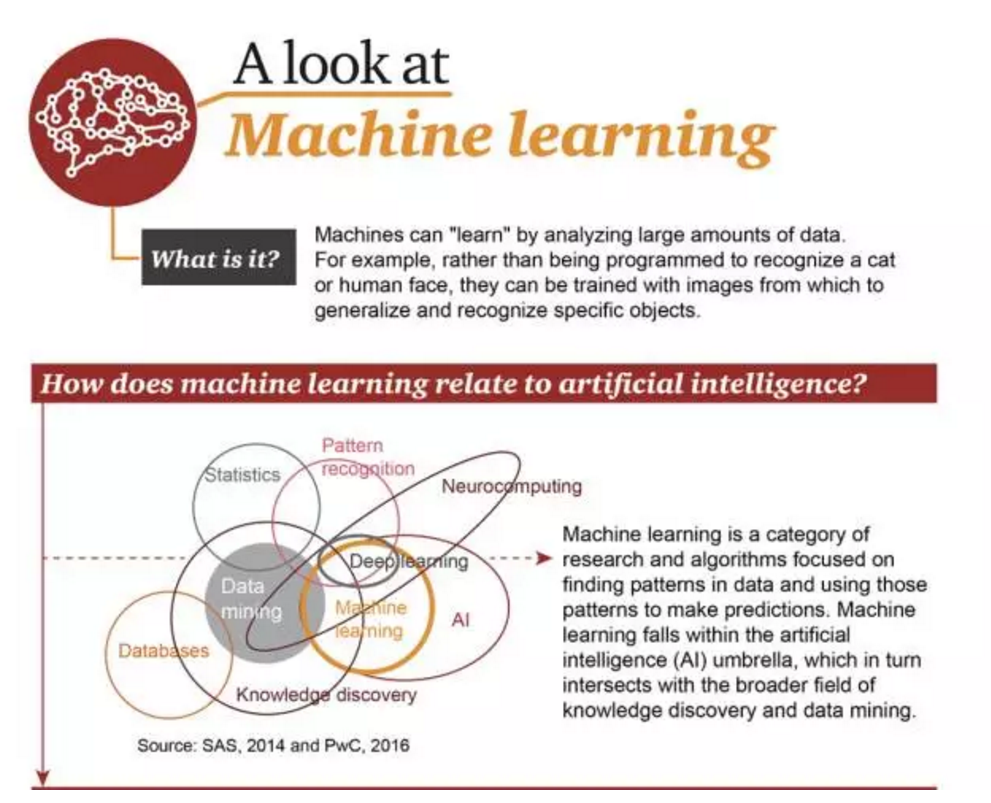 A look at
Machine learning
What is it?
Machines can "learn" by analyzing large amounts of data.
For example, rather than being programmed to recognize a cat
or human face, they can be trained with images from which to
generalize and recognize specific objects.
How does machine learning relate to artificial intelligence?
Pattern
recognition
Statistics
Neurocomputing
Deep learning
Data
mining
Machine
learning
AI
Databases
Knowledge discovery
Machine learning is a category of
research and algorithms focused on
finding patterns in data and using those
patterns to make predictions. Machine
learning falls within the artificial
intelligence (AI) umbrella, which in turn
intersects with the broader field of
knowledge discovery and data mining.
Source: SAS, 2014 and PwC, 2016